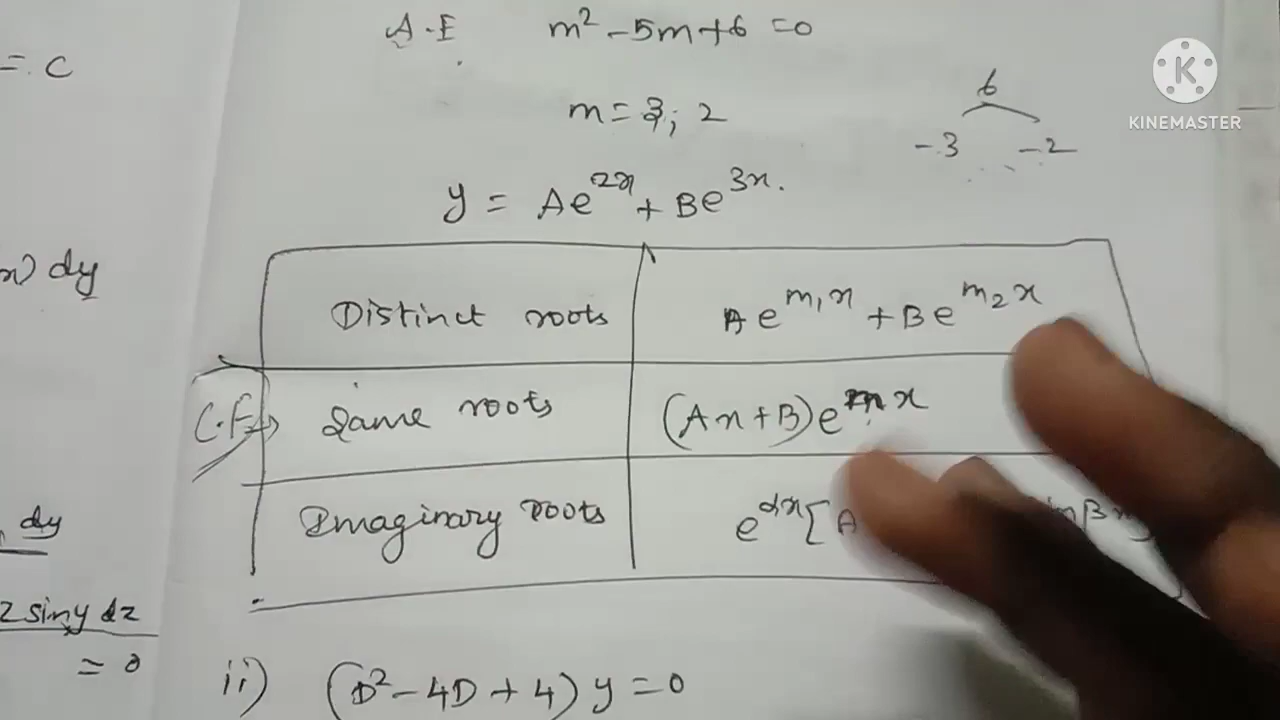 = C
x) dy
dy
z siny dz
= 0
A.E m² - 5m + 6 = 0
6
-3 -2
m = 3; 2
y = Ae^2x + Be^3x.
Distinct roots Ae^m₁x + Be^m₂x
C.F → Same roots (Ax + B)e^mx
Imaginary roots e^αx [A
ii) (D² - 4D + 4) y = 0
K
KINEMASTER